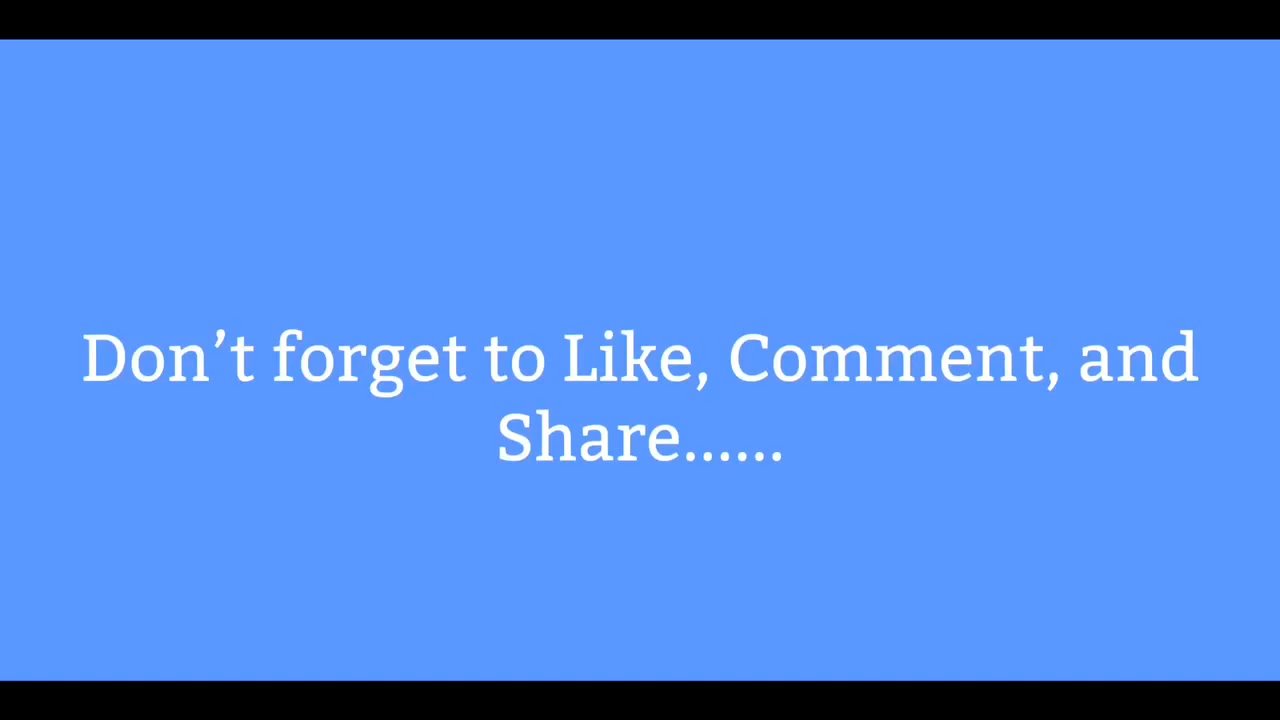 Don’t forget to Like, Comment, and
Share......